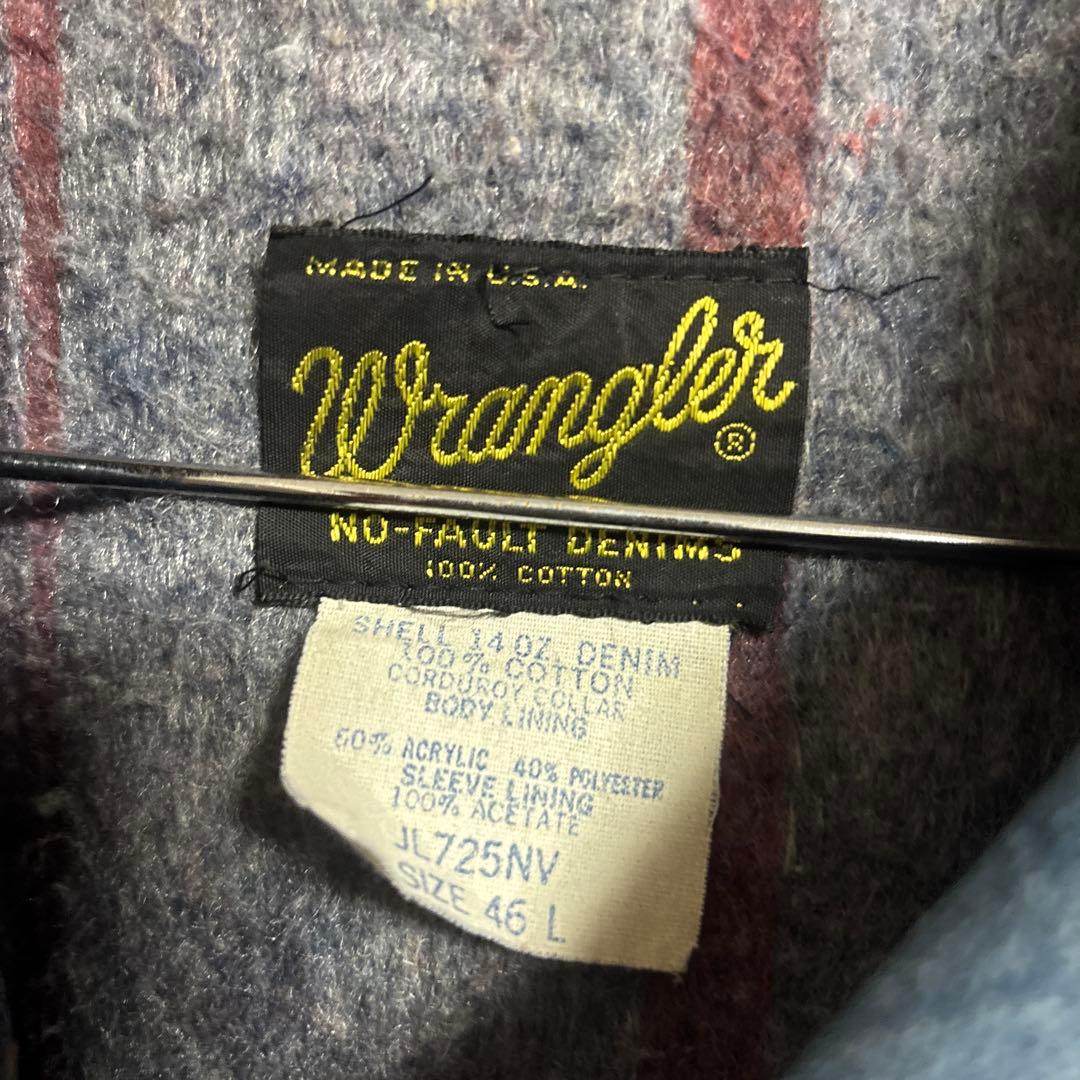 MADE IN U.S.A.
Wrangler ®
NO-FAULT DENIMS
100% COTTON
SHELL 14 OZ. DENIM
100% COTTON
CORDUROY COLLAR
BODY LINING
60% ACRYLIC 40% POLYESTER
SLEEVE LINING
100% ACETATE
JL725NV
SIZE 46 L